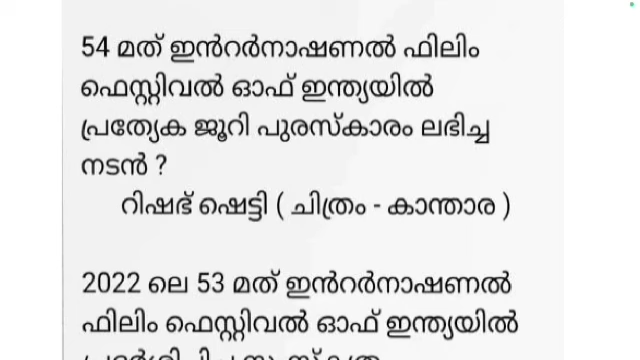 54 മത് ഇൻറർനാഷണൽ ഫിലിം
ഫെസ്റ്റിവൽ ഓഫ് ഇന്ത്യയിൽ
പ്രത്യേക ജൂറി പുരസ്കാരം ലഭിച്ച
നടൻ ?
റിഷഭ് ഷെട്ടി ( ചിത്രം - കാന്താര )
2022 ലെ 53 മത് ഇൻറർനാഷണൽ
ഫിലിം ഫെസ്റ്റിവൽ ഓഫ് ഇന്ത്യയിൽ